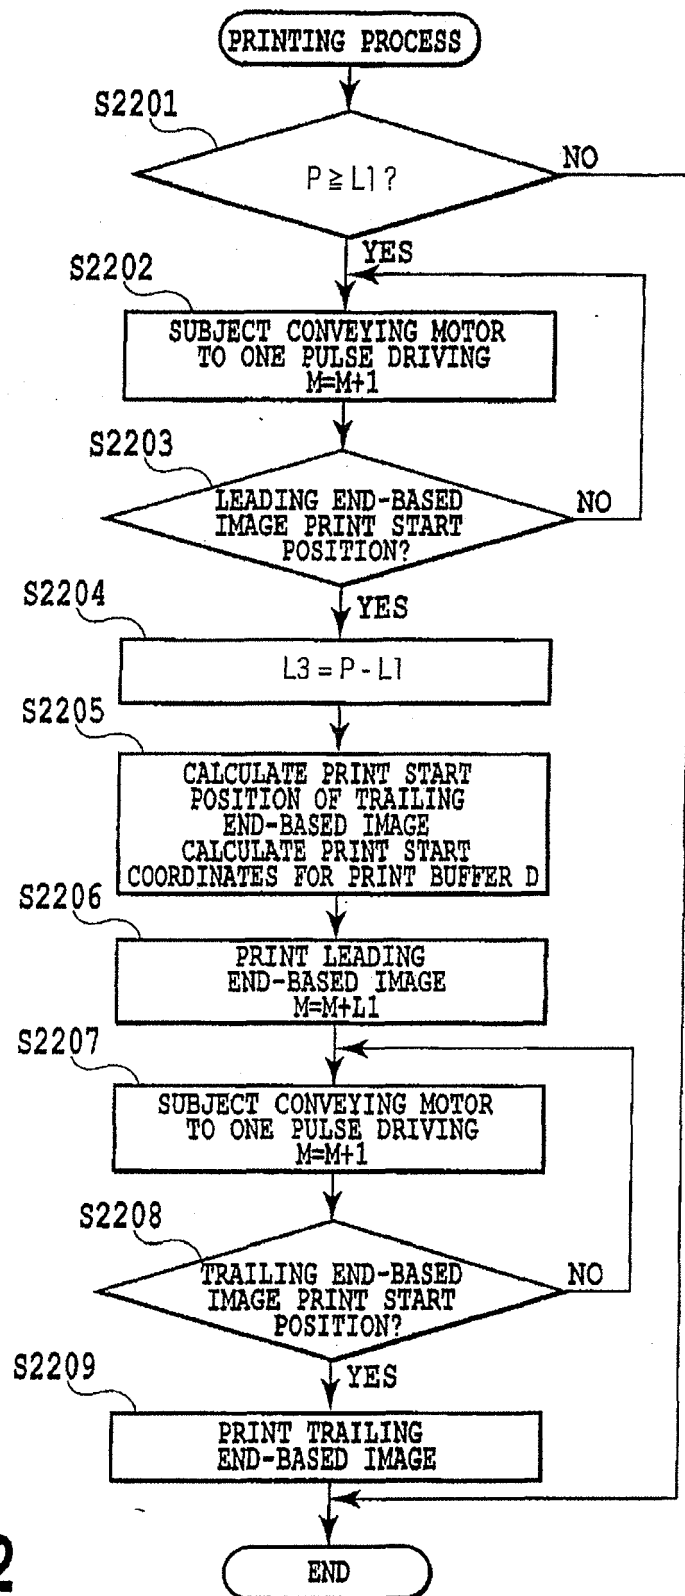 PRINTING PROCESS
S2201
P ≧ L1 ?
NO
YES
S2202
SUBJECT CONVEYING MOTOR
TO ONE PULSE DRIVING
M=M+1
S2203
LEADING END-BASED
IMAGE PRINT START
POSITION?
NO
YES
S2204
L3 = P - L1
S2205
CALCULATE PRINT START
POSITION OF TRAILING
END-BASED IMAGE
CALCULATE PRINT START
COORDINATES FOR PRINT BUFFER D
S2206
PRINT LEADING
END-BASED IMAGE
M=M+L1
S2207
SUBJECT CONVEYING MOTOR
TO ONE PULSE DRIVING
M=M+1
S2208
TRAILING END-BASED
IMAGE PRINT START
POSITION?
NO
YES
S2209
PRINT TRAILING
END-BASED IMAGE
END
2